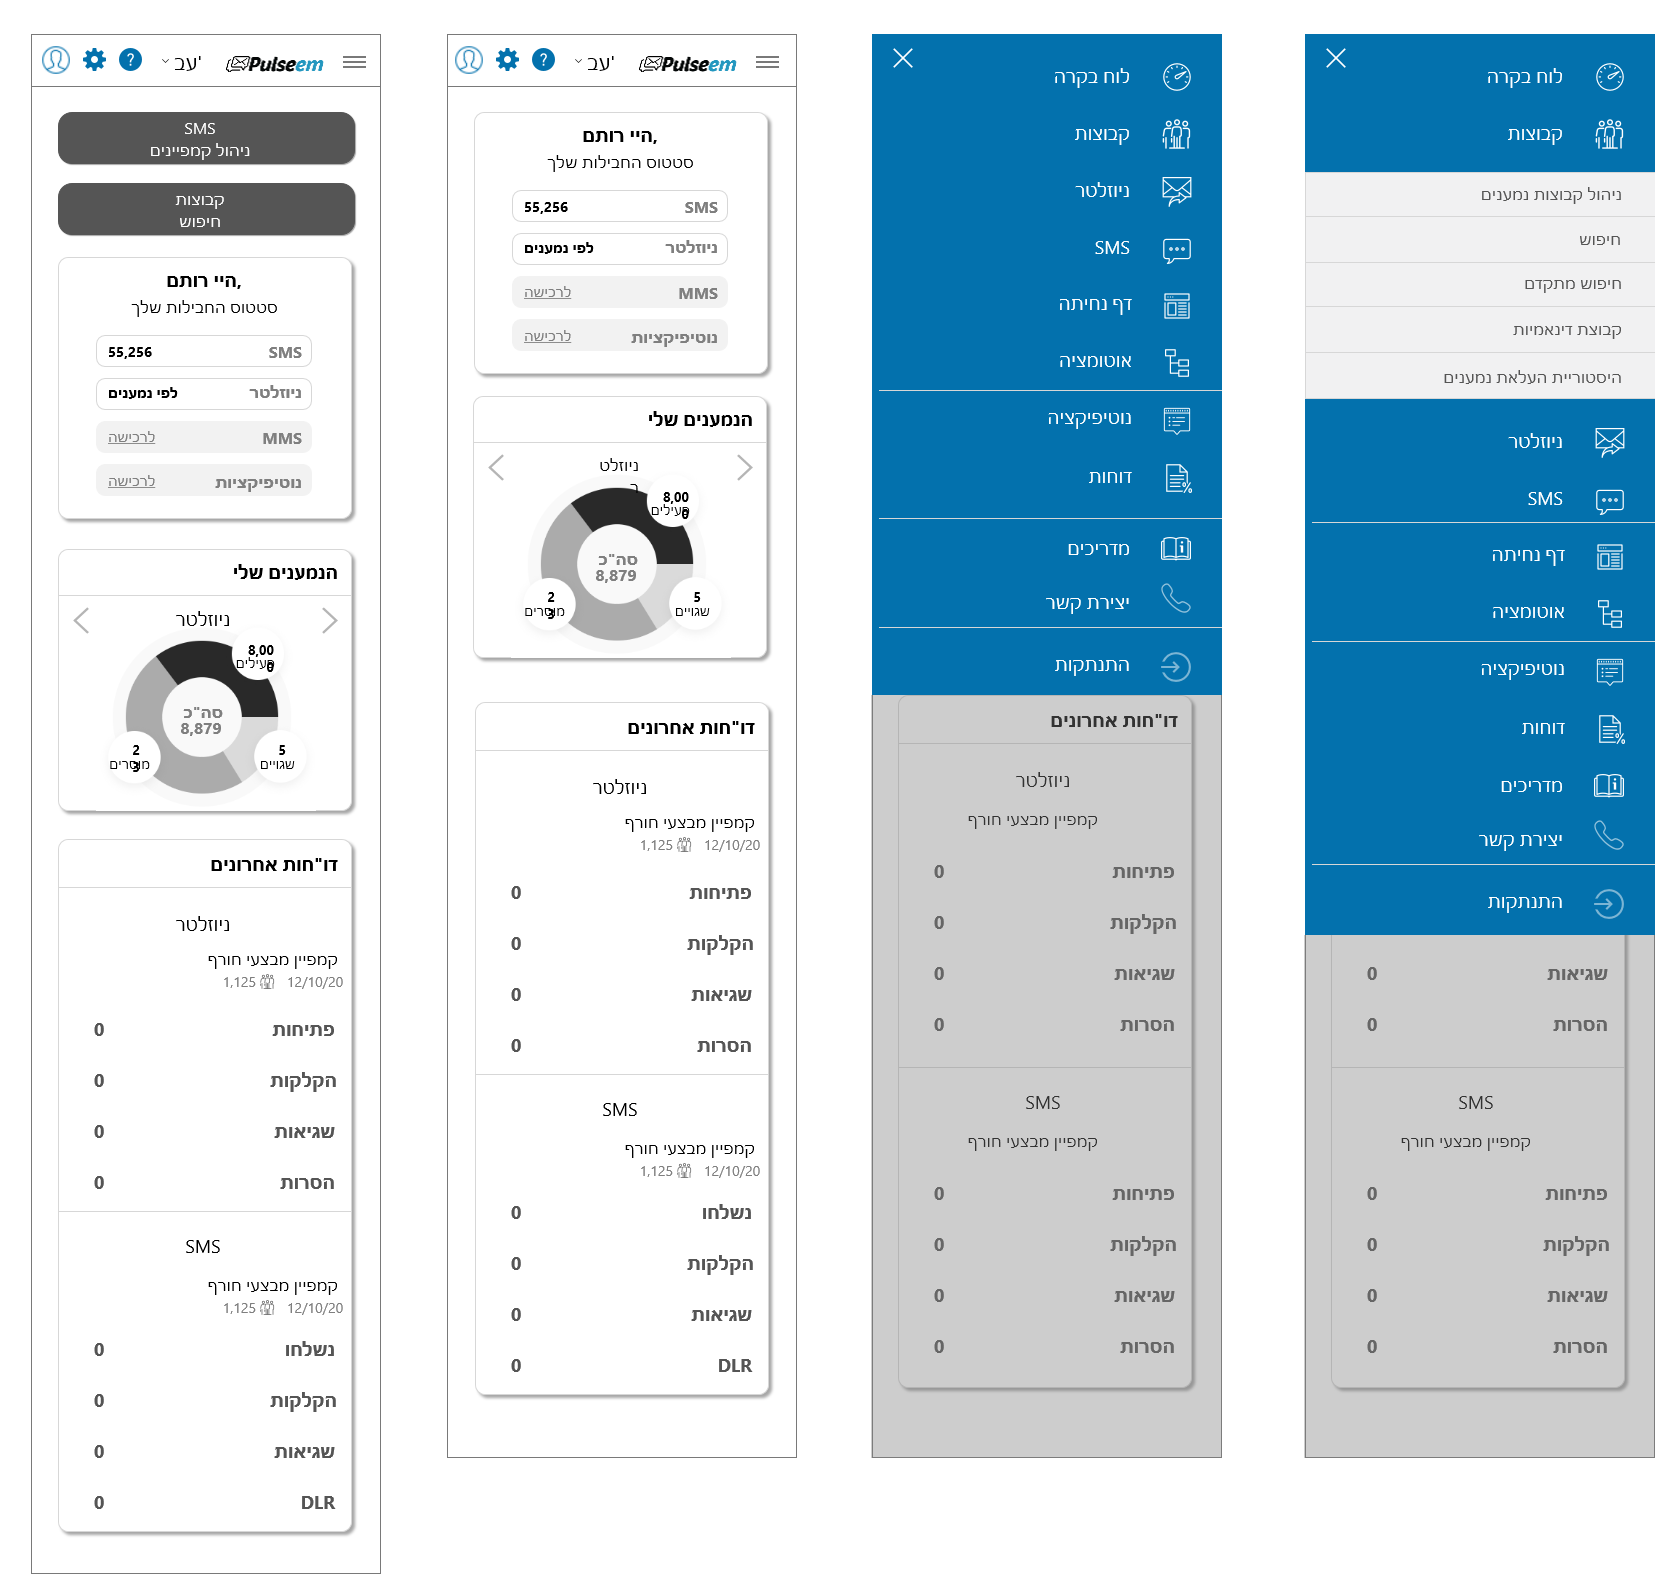 עב'
Pulseem
SMS
ניהול קמפיינים
קבוצות
חיפוש
היי רותם,
סטטוס החבילות שלך
SMS 55,256
ניוזלטר לפי נמענים
MMS לרכישה
נוטיפיקציות לרכישה
הנמענים שלי
ניוזלטר
8,00
0
פעילים
סה"כ
8,879
2
3
מוסרים
5
שגויים
דו"חות אחרונים
ניוזלטר
קמפיין מבצעי חורף
12/10/20 1,125
פתיחות 0
הקלקות 0
שגיאות 0
הסרות 0
SMS
קמפיין מבצעי חורף
12/10/20 1,125
נשלחו 0
הקלקות 0
שגיאות 0
DLR 0
עב'
Pulseem
היי רותם,
סטטוס החבילות שלך
SMS 55,256
ניוזלטר לפי נמענים
MMS לרכישה
נוטיפיקציות לרכישה
הנמענים שלי
ניוזלט
ר
8,00
0
פעילים
סה"כ
8,879
2
3
מוסרים
5
שגויים
דו"חות אחרונים
ניוזלטר
קמפיין מבצעי חורף
12/10/20 1,125
פתיחות 0
הקלקות 0
שגיאות 0
הסרות 0
SMS
קמפיין מבצעי חורף
12/10/20 1,125
נשלחו 0
הקלקות 0
שגיאות 0
DLR 0
לוח בקרה
קבוצות
ניוזלטר
SMS
דף נחיתה
אוטומציה
נוטיפיקציה
דוחות
מדריכים
יצירת קשר
התנתקות
דו"חות אחרונים
ניוזלטר
קמפיין מבצעי חורף
פתיחות 0
הקלקות 0
שגיאות 0
הסרות 0
SMS
קמפיין מבצעי חורף
פתיחות 0
הקלקות 0
שגיאות 0
הסרות 0
לוח בקרה
קבוצות
ניהול קבוצות נמענים
חיפוש
חיפוש מתקדם
קבוצת דינאמיות
היסטוריית העלאת נמענים
ניוזלטר
SMS
דף נחיתה
אוטומציה
נוטיפיקציה
דוחות
מדריכים
יצירת קשר
התנתקות
שגיאות 0
הסרות 0
SMS
קמפיין מבצעי חורף
פתיחות 0
הקלקות 0
שגיאות 0
הסרות 0